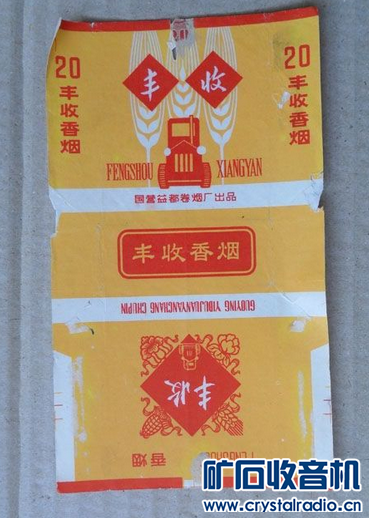 20
丰收香烟
丰收
20
丰收香烟
FENGSHOU XIANGYAN
国营益都卷烟厂出品
丰收香烟
GUOYING YIDUJUANYANCHANG CHUPIN
丰收
香烟
FENGSHOU
矿石收音机
www.crystalradio.cn